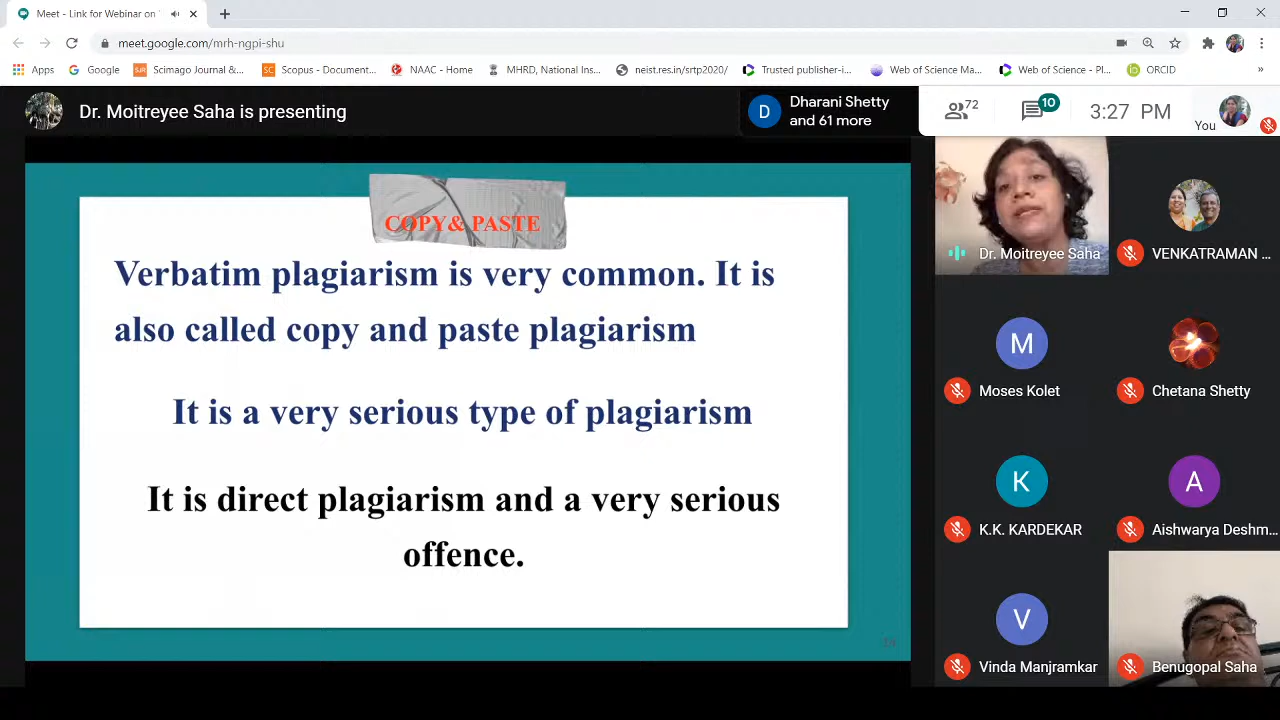 Meet - Link for Webinar on
meet.google.com/mrh-ngpi-shu
Apps Google Scimago Journal &... Scopus - Document... NAAC - Home MHRD, National Ins... neist.res.in/srtp2020/ Trusted publisher-i... Web of Science Ma... Web of Science - Pl... ORCID »
Dr. Moitreyee Saha is presenting
D Dharani Shetty
and 61 more
72 10 3:27 PM You
COPY& PASTE
Verbatim plagiarism is very common. It is
also called copy and paste plagiarism
It is a very serious type of plagiarism
It is direct plagiarism and a very serious
offence.
Dr. Moitreyee Saha
VENKATRAMAN ...
M
Moses Kolet
Chetana Shetty
K
K.K. KARDEKAR
A
Aishwarya Deshm...
V
Vinda Manjramkar
Benugopal Saha